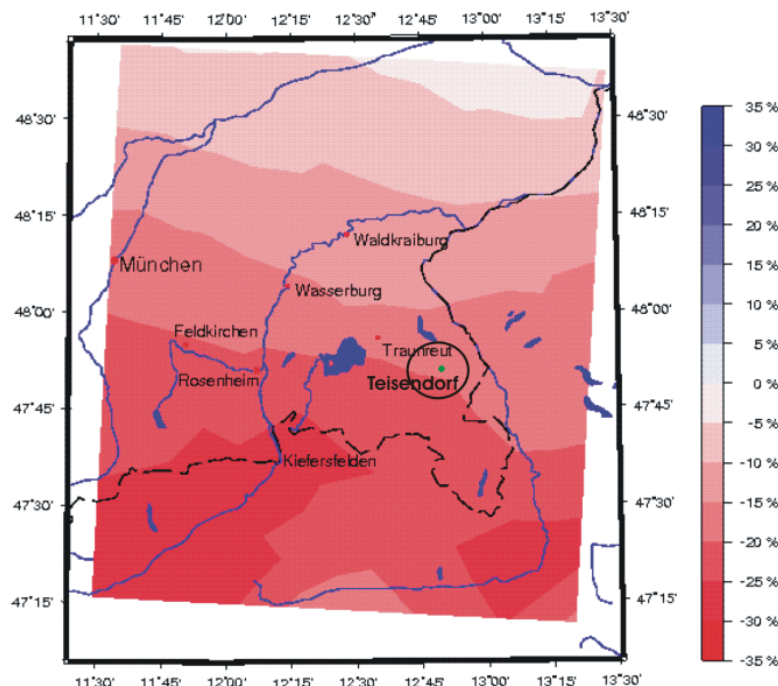 11˚30' 11˚45' 12˚00' 12˚15' 12˚30' 12˚45' 13˚00' 13˚15' 13˚30'
48˚30' 48˚30'
48˚15' 48˚15'
48˚00' 48˚00'
47˚45' 47˚45'
47˚30' 47˚30'
47˚15' 47˚15'
Waldkraiburg
München
Wasserburg
Feldkirchen
Traunreut
Rosenheim
Teisendorf
Kiefersfelden
11˚30' 11˚45' 12˚00' 12˚15' 12˚30' 12˚45' 13˚00' 13˚15' 13˚30'
35 %
30 %
25 %
20 %
15 %
10 %
5 %
0 %
-5 %
-10 %
-15 %
-20 %
-25 %
-30 %
-35 %